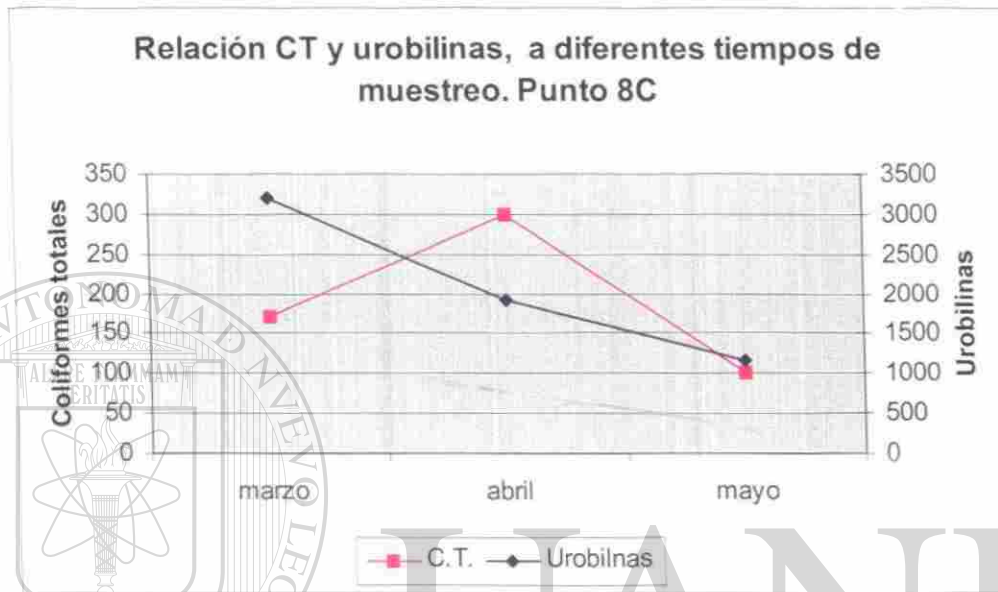 Relación CT y urobilinas, a diferentes tiempos de
muestreo. Punto 8C
Coliformes totales
350
300
250
200
150
100
50
0
3500
3000
2500
2000
1500
1000
500
0
Urobilinas
marzo
abril
mayo
C.T.
Urobilnas